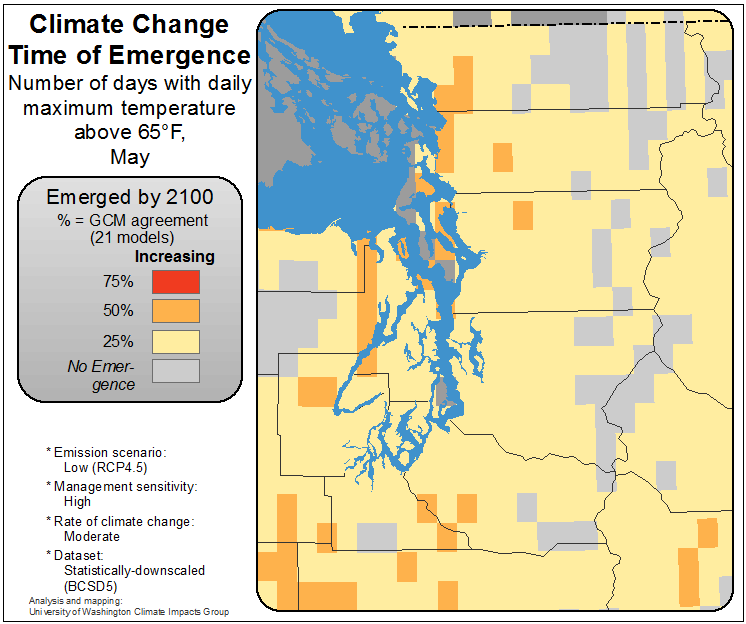 Climate Change
Time of Emergence
Number of days with daily
maximum temperature
above 65°F,
May
Emerged by 2100
% = GCM agreement
(21 models)
Increasing
75%
50%
25%
No Emer-
gence
* Emission scenario:
Low (RCP4.5)
* Management sensitivity:
High
* Rate of climate change:
Moderate
* Dataset:
Statistically-downscaled
(BCSD5)
Analysis and mapping:
University of Washington Climate Impacts Group